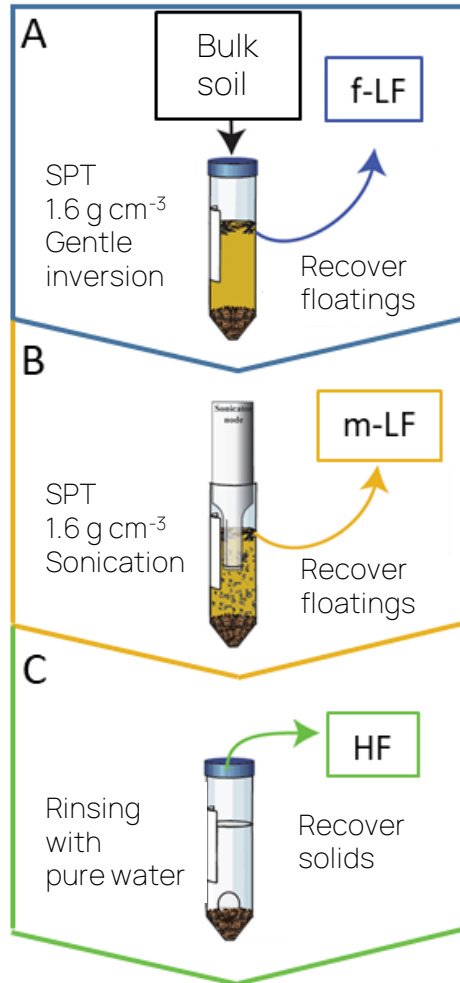 A
Bulk
soil
f-LF
SPT
1.6 g cm⁻³
Gentle
inversion
Recover
floatings
B
Sonicator
node
m-LF
SPT
1.6 g cm⁻³
Sonication
Recover
floatings
C
HF
Rinsing
with
pure water
Recover
solids